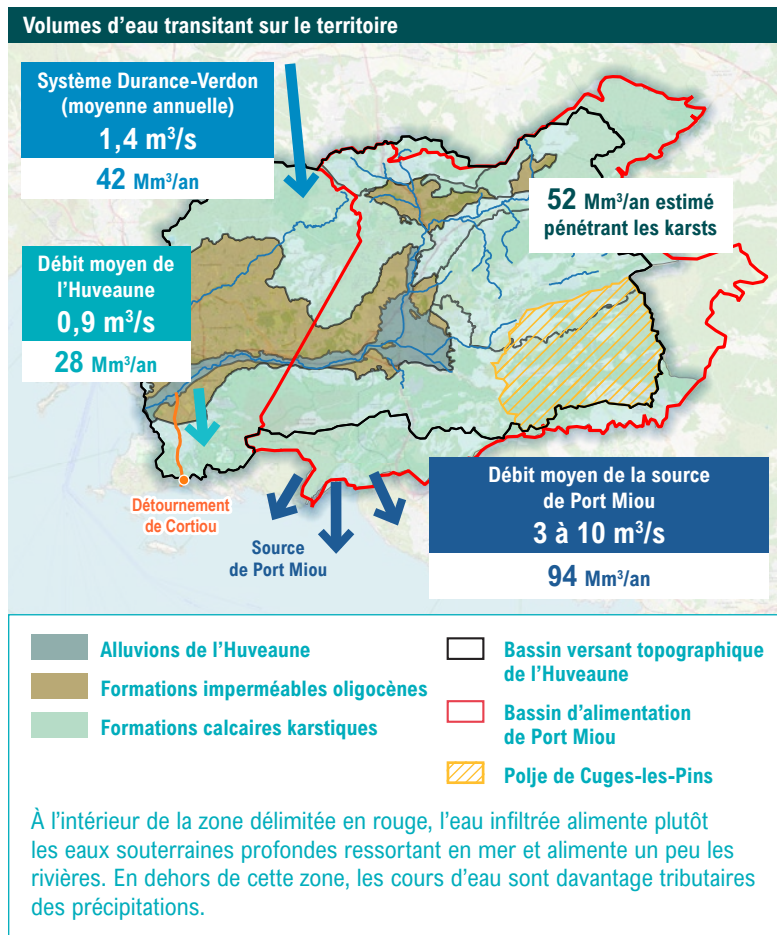 Volumes d'eau transitant sur le territoire
Système Durance-Verdon
(moyenne annuelle)
1,4 m³/s
42 Mm³/an
52 Mm³/an estimé
pénétrant les karsts
Débit moyen de
l'Huveaune
0,9 m³/s
28 Mm³/an
Détournement
de Cortiou
Source
de Port Miou
Débit moyen de la source
de Port Miou
3 à 10 m³/s
94 Mm³/an
Alluvions de l'Huveaune
Formations imperméables oligocènes
Formations calcaires karstiques
Bassin versant topographique
de l'Huveaune
Bassin d'alimentation
de Port Miou
Polje de Cuges-les-Pins
À l'intérieur de la zone délimitée en rouge, l'eau infiltrée alimente plutôt
les eaux souterraines profondes ressortant en mer et alimente un peu les
rivières. En dehors de cette zone, les cours d'eau sont davantage tributaires
des précipitations.